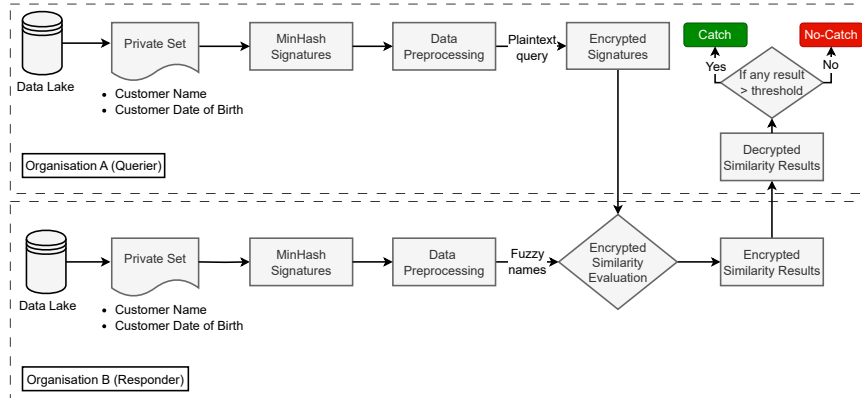 Data Lake
Private Set
• Customer Name
• Customer Date of Birth
MinHash
Signatures
Data
Preprocessing
Plaintext
query
Encrypted
Signatures
Catch
No-Catch
Yes
No
If any result
> threshold
Decrypted
Similarity Results
Organisation A (Querier)
Data Lake
Private Set
• Customer Name
• Customer Date of Birth
MinHash
Signatures
Data
Preprocessing
Fuzzy
names
Encrypted
Similarity
Evaluation
Encrypted
Similarity Results
Organisation B (Responder)